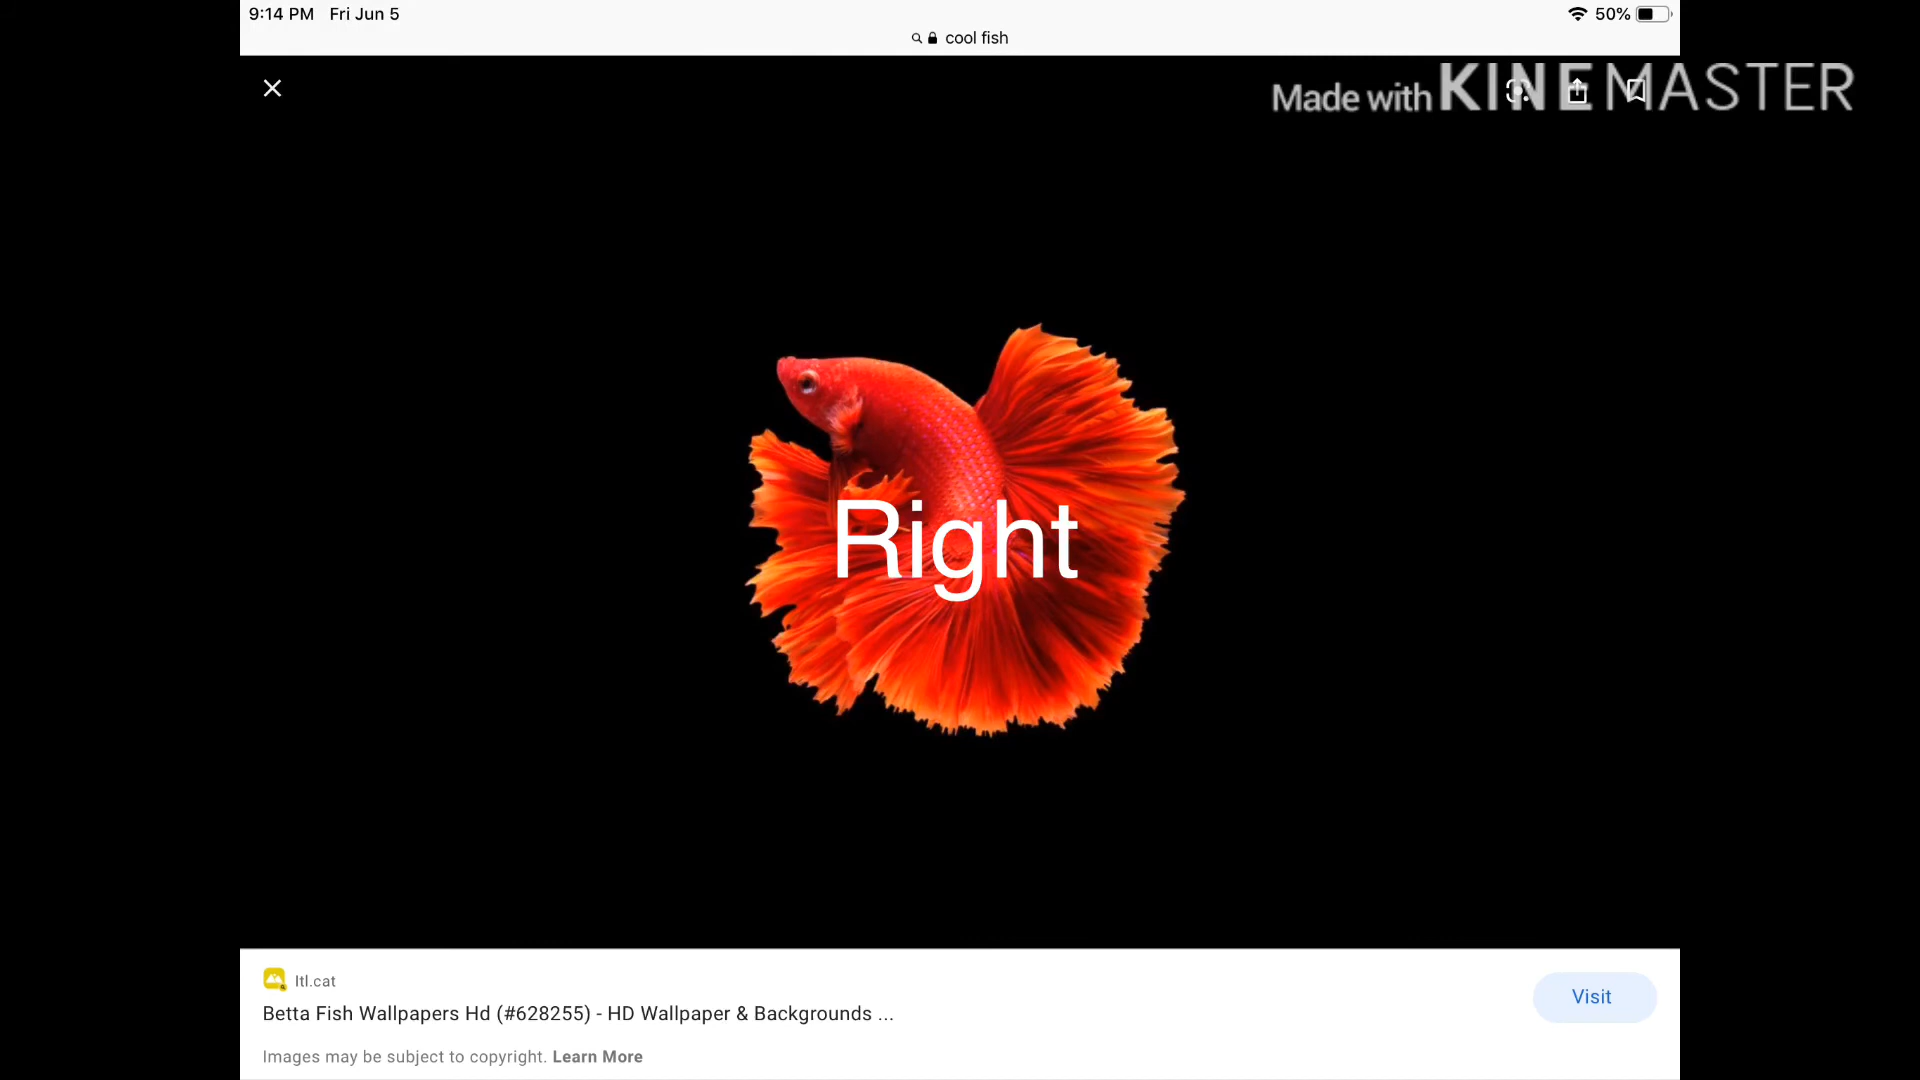 9:14 PM Fri Jun 5
50%
cool fish
Made with KINEMASTER
Right
ltl.cat
Betta Fish Wallpapers Hd (#628255) - HD Wallpaper & Backgrounds ...
Visit
Images may be subject to copyright. Learn More